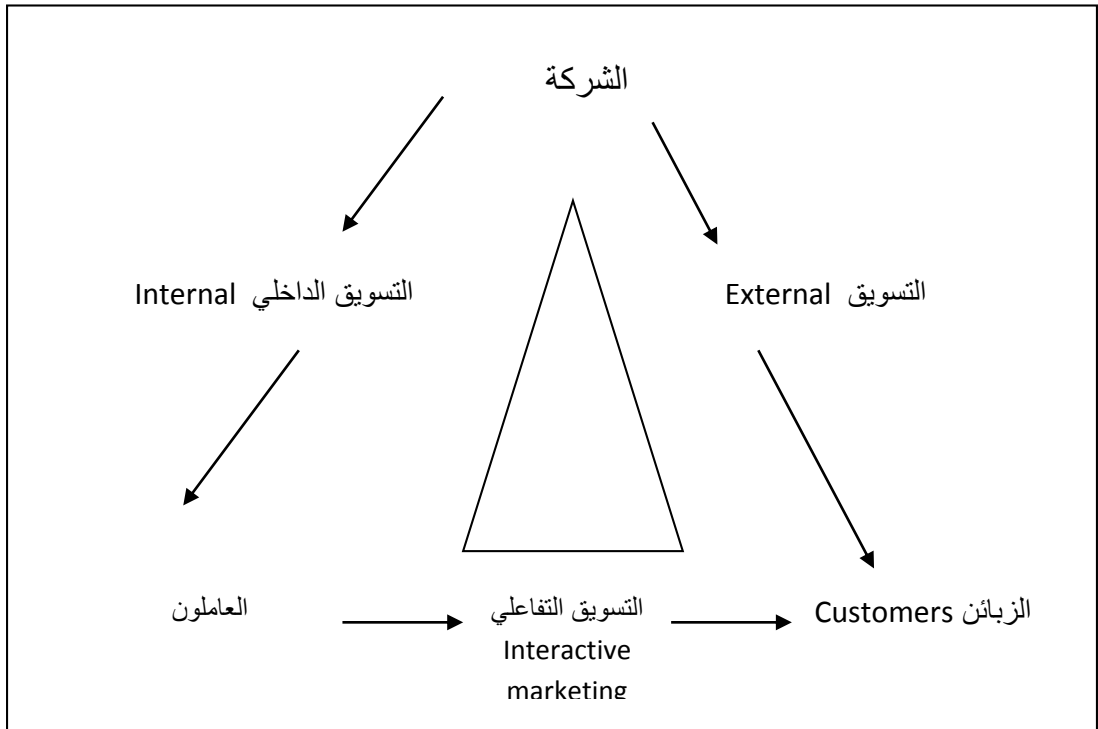 الشركة
التسويق الداخلي Internal
التسويق External
العاملون
التسويق التفاعلي
Interactive
marketing
الزبائن Customers